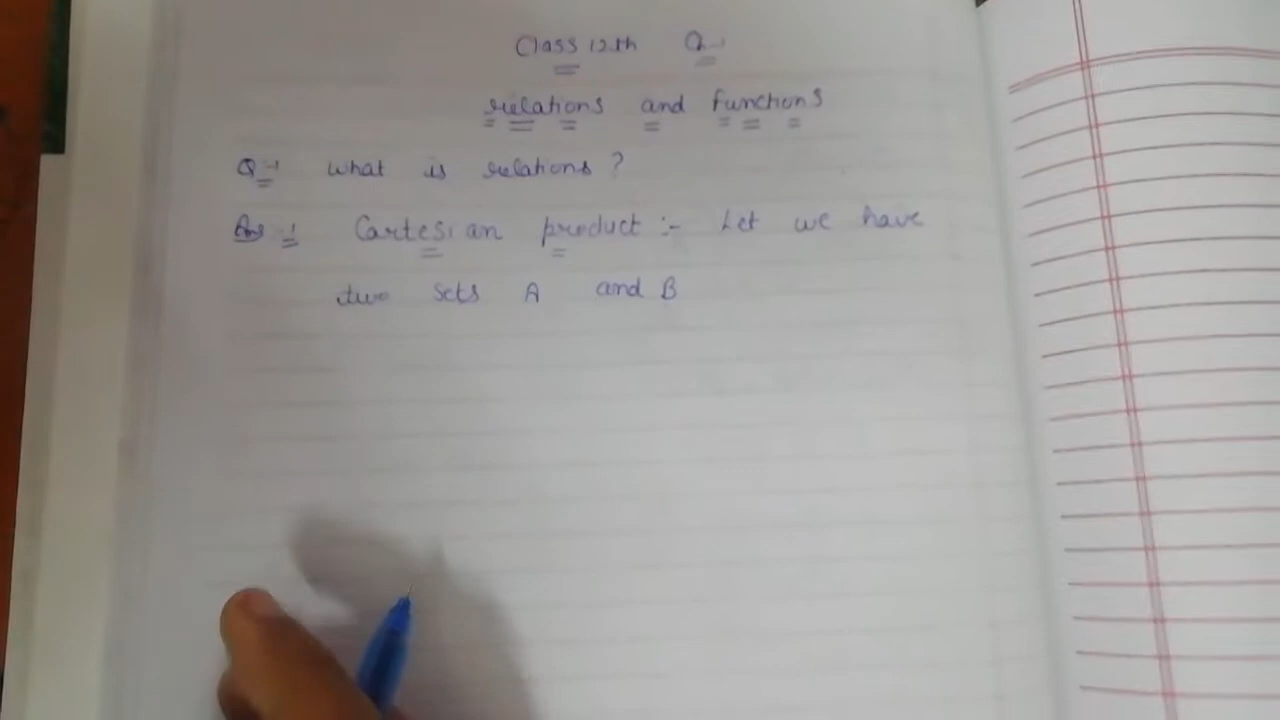 Class 12th Q-1
relations and functions
Q-1 what is relations ?
Ans-1 Cartesian product :- Let we have
two sets A and B